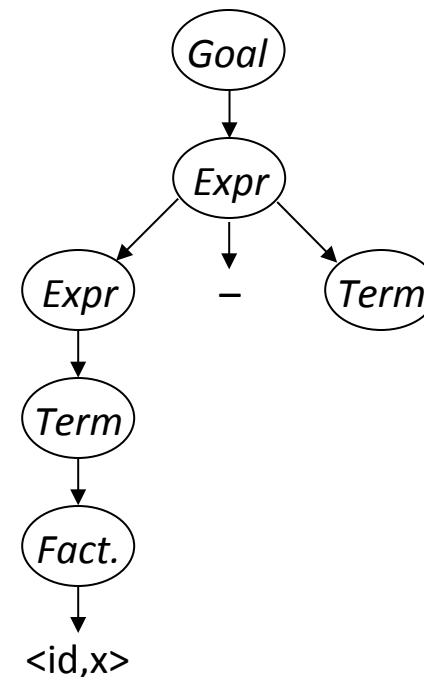 Goal
Expr
Expr – Term
Term
Fact.
<id,x>